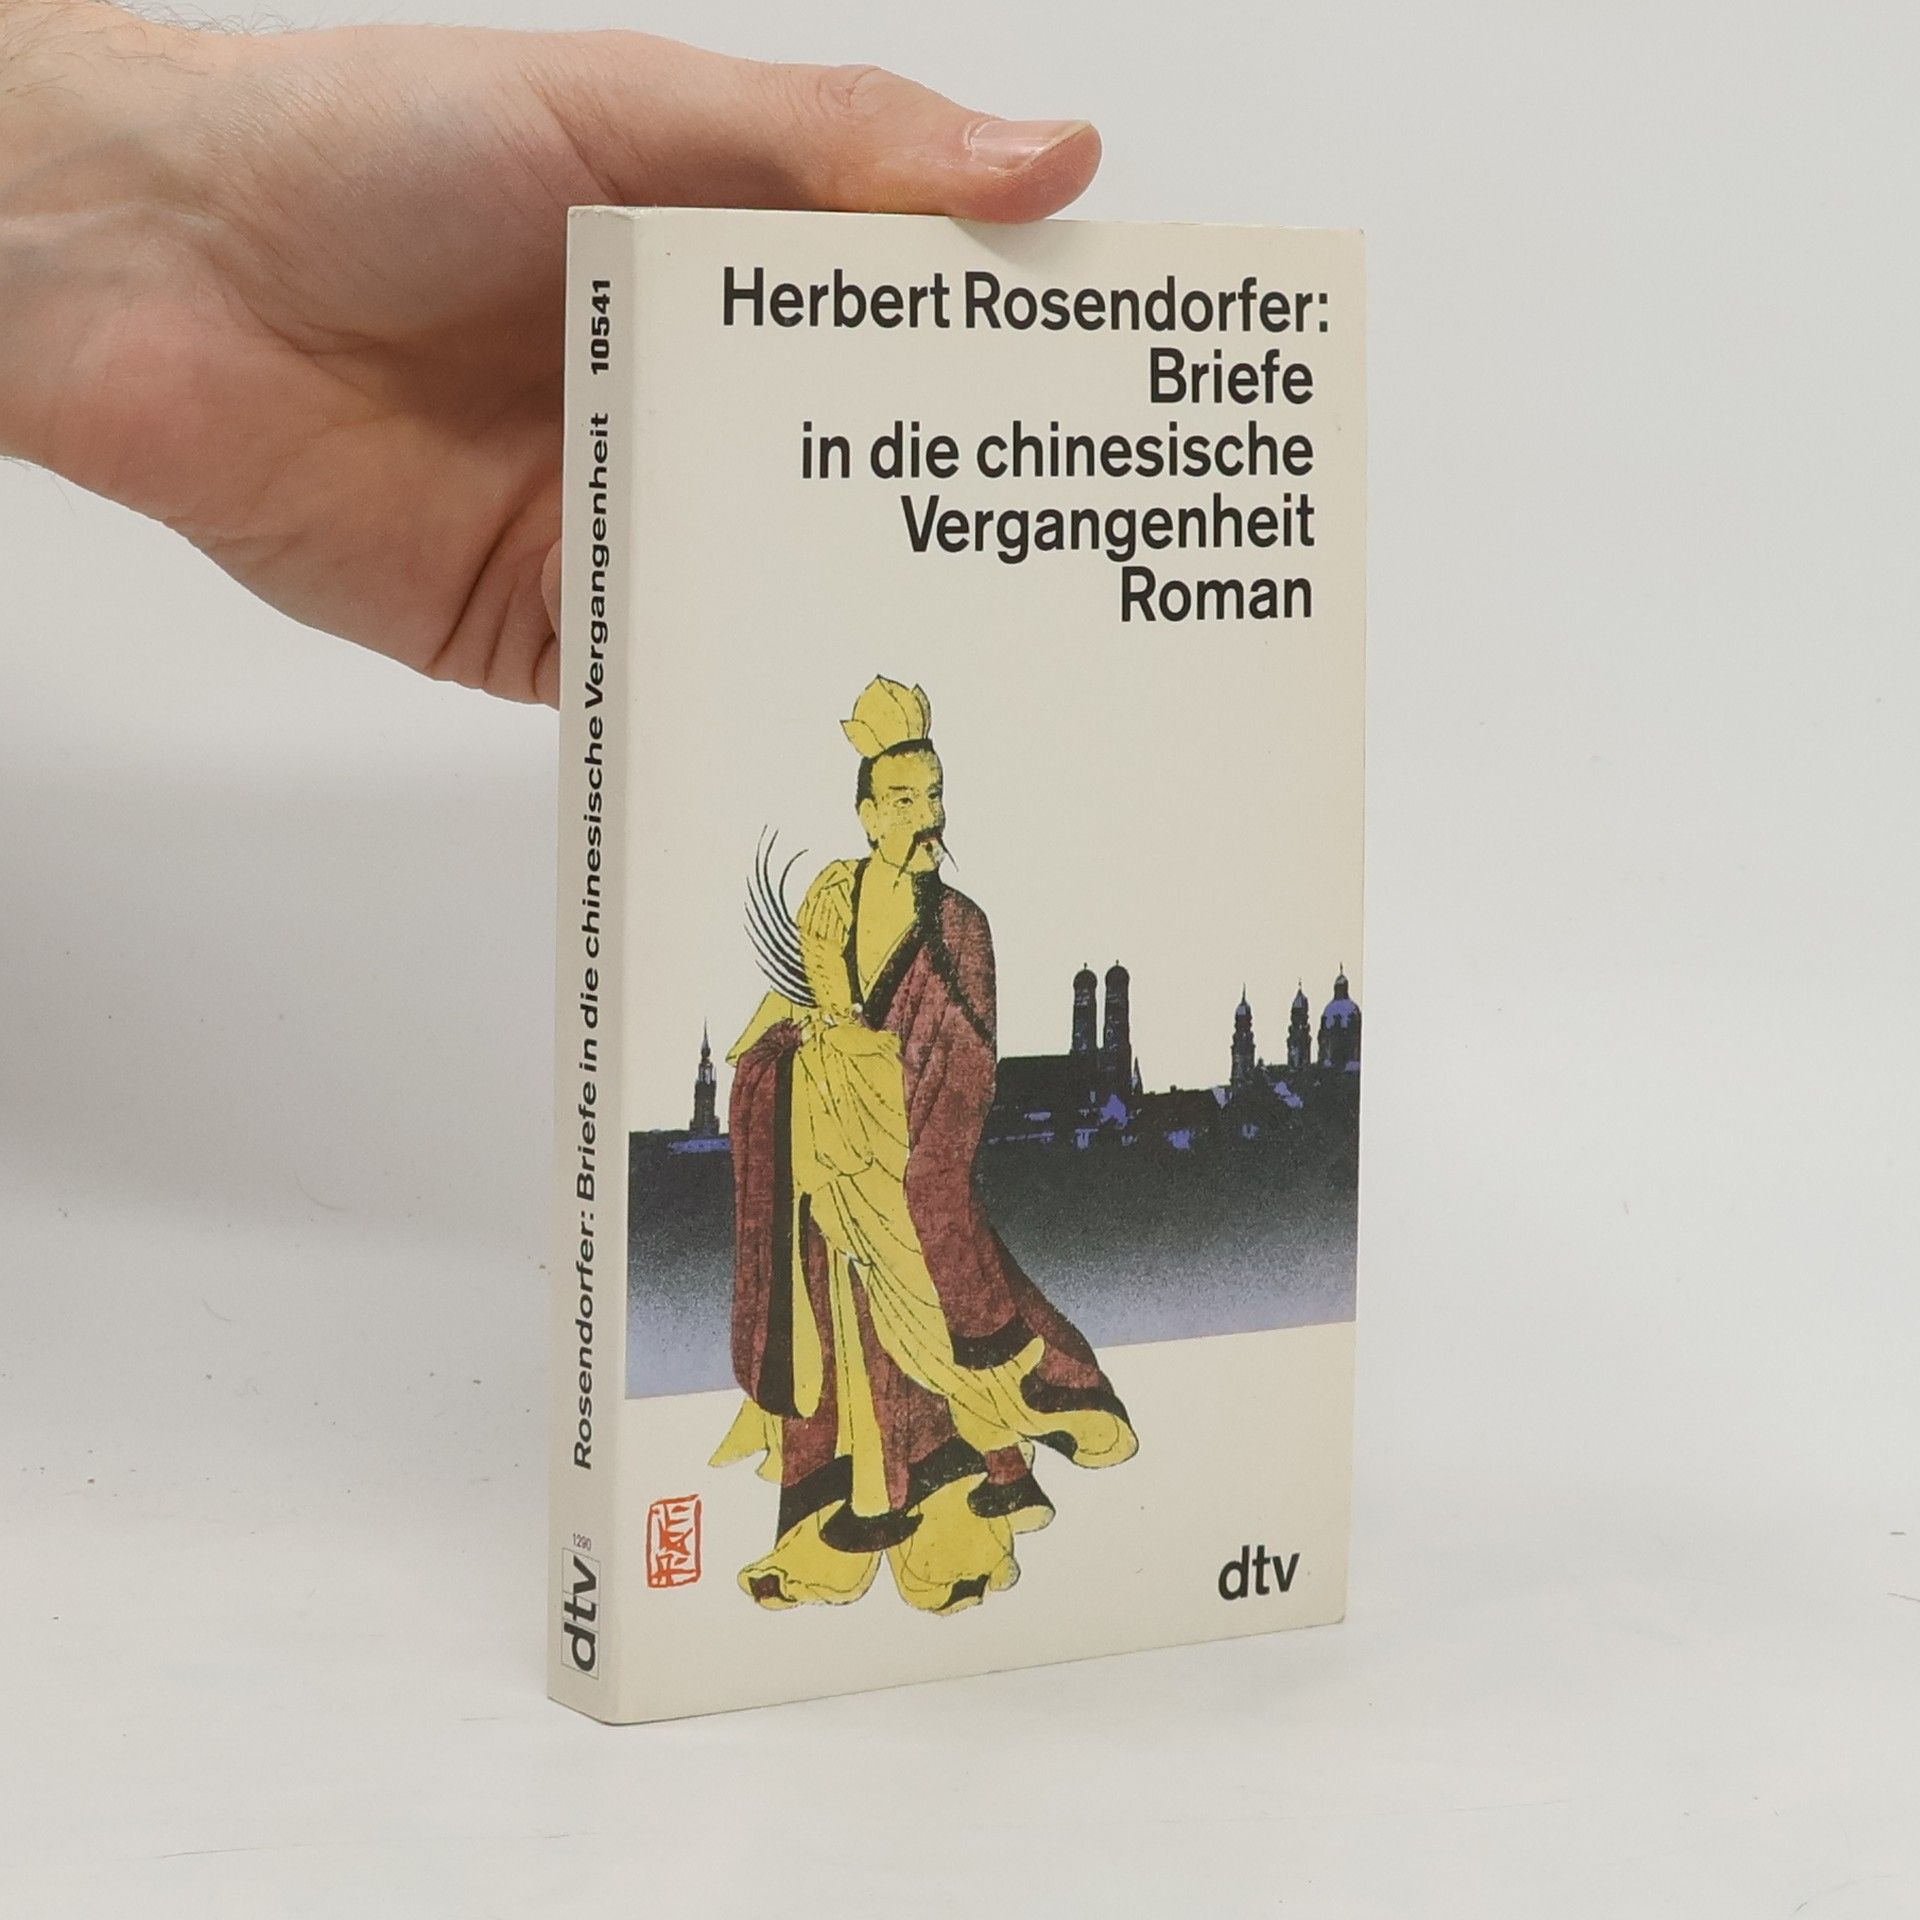 Herbert Rosendorfer:
Briefe
in die chinesische
Vergangenheit
Roman
dtv
Rosendorfer: Briefe in die chinesische Vergangenheit 10541
1290
dtv